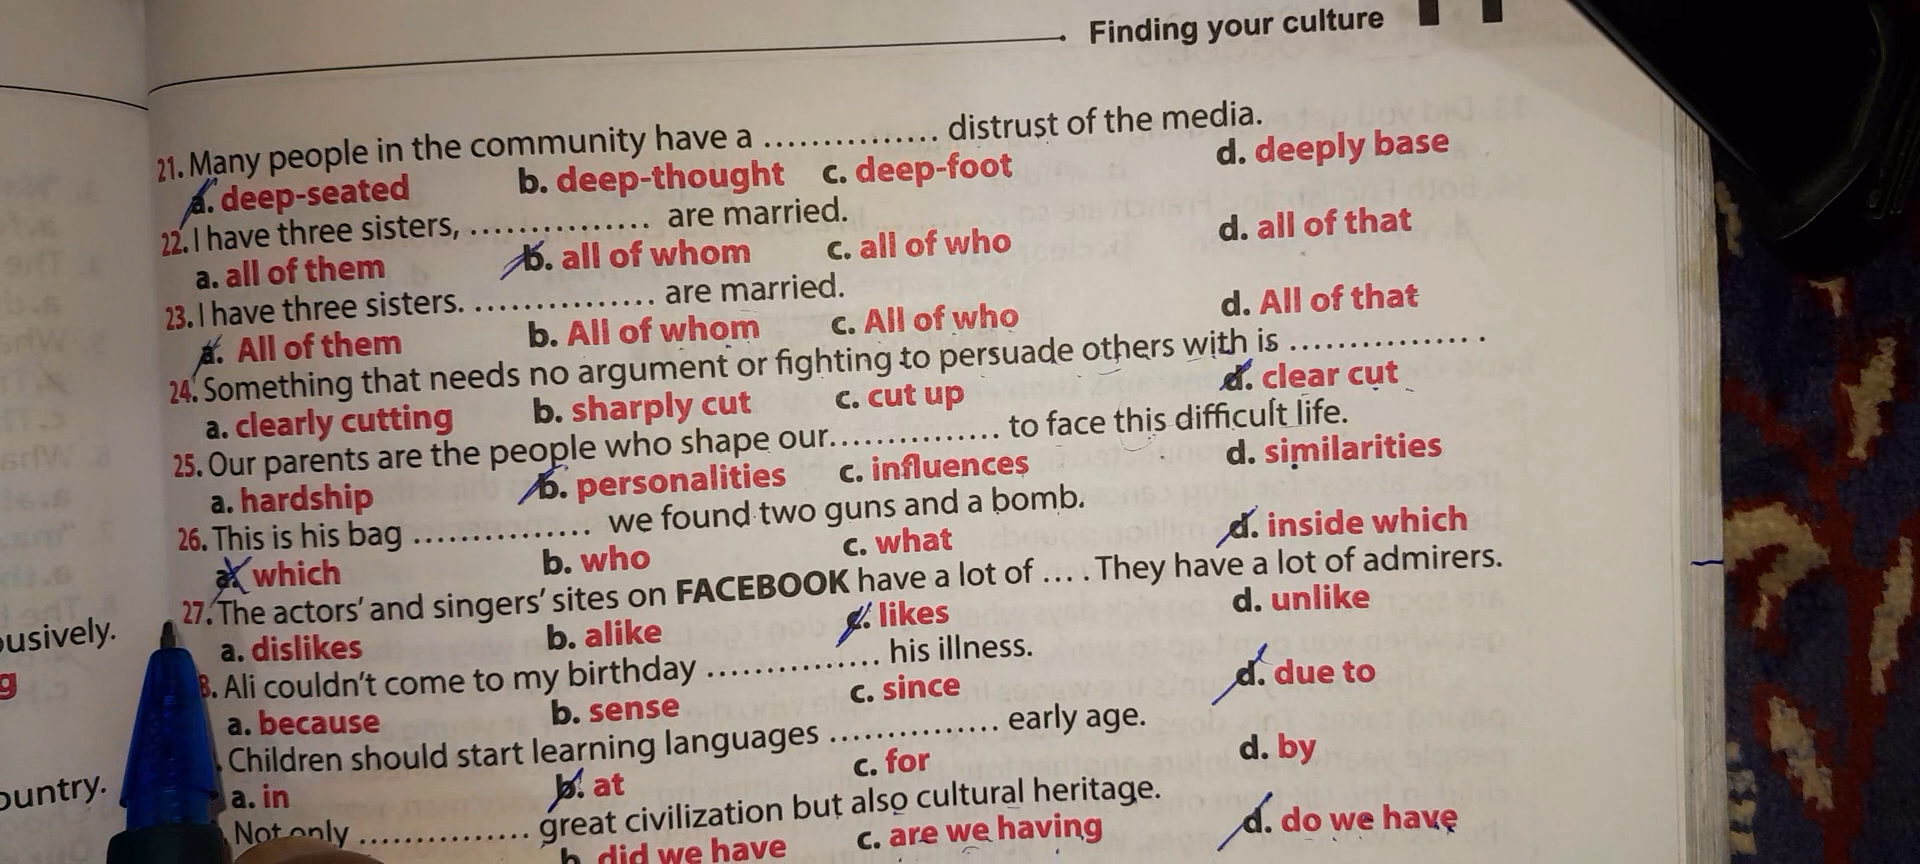 Finding your culture
21. Many people in the community have a ............... distrust of the media.
a. deep-seated b. deep-thought c. deep-foot d. deeply base
22. I have three sisters, ............... are married.
a. all of them b. all of whom c. all of who d. all of that
23. I have three sisters. ............... are married.
a. All of them b. All of whom c. All of who d. All of that
24. Something that needs no argument or fighting to persuade others with is ................
a. clearly cutting b. sharply cut c. cut up d. clear cut
25. Our parents are the people who shape our............... to face this difficult life.
a. hardship b. personalities c. influences d. similarities
26. This is his bag ............... we found two guns and a bomb.
a. which b. who c. what d. inside which
27. The actors' and singers' sites on FACEBOOK have a lot of .... They have a lot of admirers.
a. dislikes b. alike c. likes d. unlike
8. Ali couldn't come to my birthday ............... his illness.
a. because b. sense c. since d. due to
Children should start learning languages ............... early age.
a. in b. at c. for d. by
Not only ............... great civilization but also cultural heritage.
b. did we have c. are we having d. do we have
usively.
g
ountry.